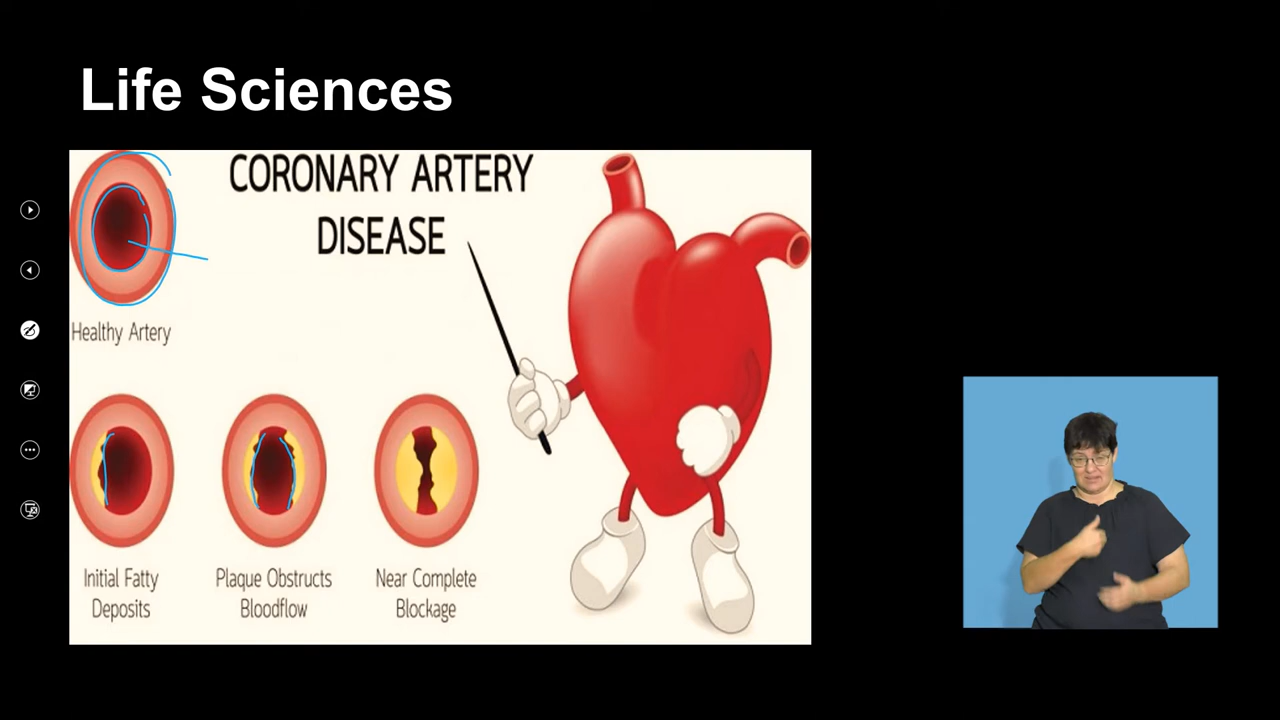 Life Sciences
CORONARY ARTERY
DISEASE
Healthy Artery
Initial Fatty
Deposits
Plaque Obstructs
Bloodflow
Near Complete
Blockage